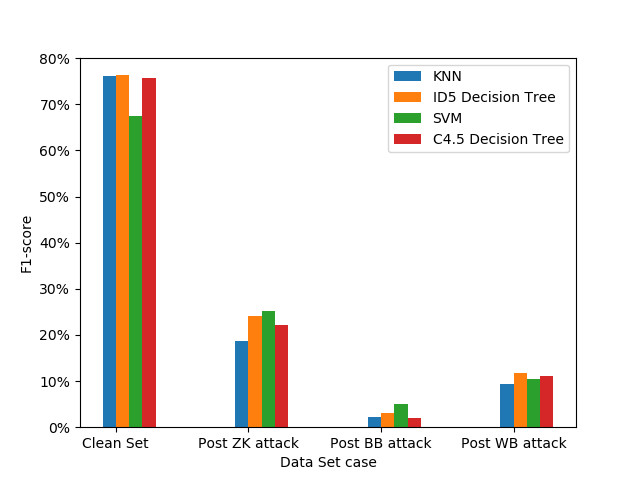 80%
70%
60%
50%
40%
30%
20%
10%
0%
F1-score
KNN
ID5 Decision Tree
SVM
C4.5 Decision Tree
Clean Set
Post ZK attack
Post BB attack
Post WB attack
Data Set case